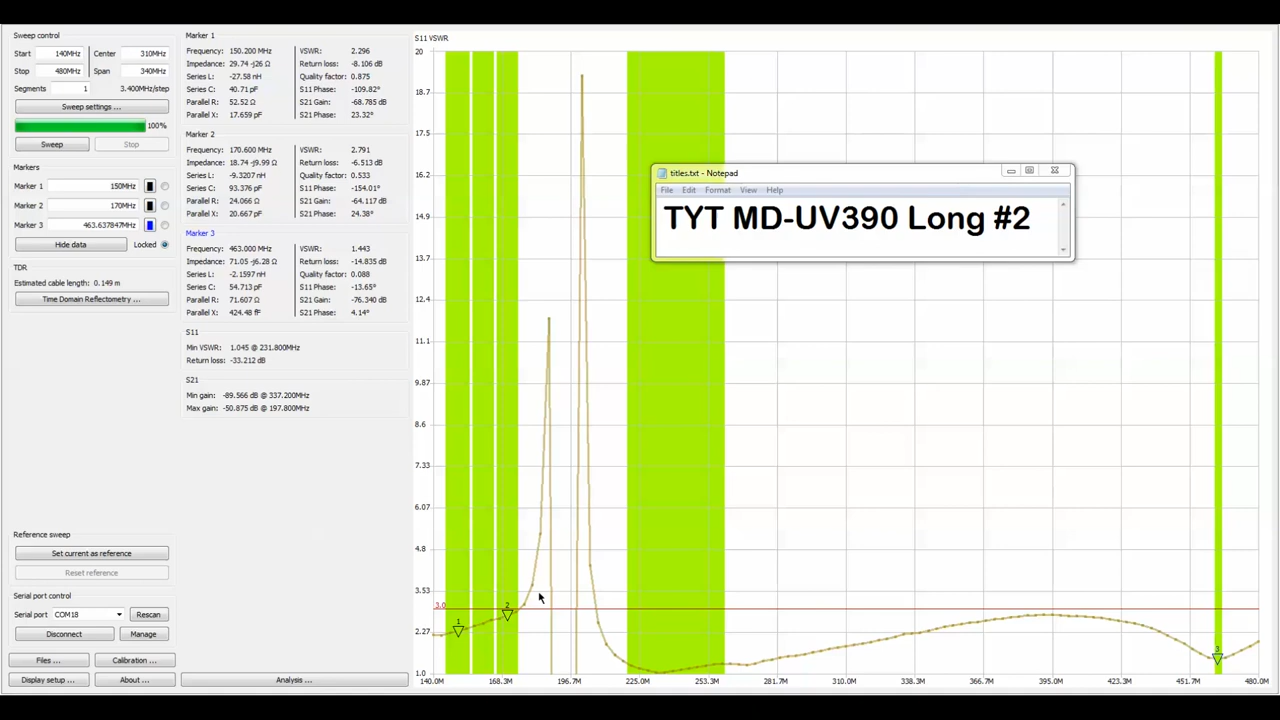 Sweep control
Start 140MHz Center 310MHz
Stop 480MHz Span 340MHz
Segments 1 3.400MHz/step
Sweep settings ...
100%
Sweep Stop
Markers
Marker 1 150MHz
Marker 2 170MHz
Marker 3 463.637847MHz
Hide data Locked
TDR
Estimated cable length: 0.149 m
Time Domain Reflectometry ...
Reference sweep
Set current as reference
Reset reference
Serial port control
Serial port COM18 Rescan
Disconnect Manage
Files ... Calibration ...
Display setup ... About ...
Marker 1
Frequency: 150.200 MHz VSWR: 2.296
Impedance: 29.74 -j26 Ω Return loss: -8.106 dB
Series L: -27.58 nH Quality factor: 0.875
Series C: 40.71 pF S11 Phase: -109.82°
Parallel R: 52.52 Ω S21 Gain: -68.785 dB
Parallel X: 17.659 pF S21 Phase: 23.32°
Marker 2
Frequency: 170.600 MHz VSWR: 2.791
Impedance: 18.74 -j9.99 Ω Return loss: -6.513 dB
Series L: -9.3207 nH Quality factor: 0.533
Series C: 93.376 pF S11 Phase: -154.01°
Parallel R: 24.066 Ω S21 Gain: -64.117 dB
Parallel X: 20.667 pF S21 Phase: 24.38°
Marker 3
Frequency: 463.000 MHz VSWR: 1.443
Impedance: 71.05 -j6.28 Ω Return loss: -14.835 dB
Series L: -2.1597 nH Quality factor: 0.088
Series C: 54.713 pF S11 Phase: -13.65°
Parallel R: 71.607 Ω S21 Gain: -76.340 dB
Parallel X: 424.48 fF S21 Phase: 4.14°
S11
Min VSWR: 1.045 @ 231.800MHz
Return loss: -33.212 dB
S21
Min gain: -89.566 dB @ 337.200MHz
Max gain: -50.875 dB @ 197.800MHz
Analysis ...
S11 VSWR
20
18.7
17.5
16.2
14.9
13.7
12.4
11.1
9.87
8.6
7.33
6.07
4.8
3.53
3.0
2.27
1.0
1
2
3
140.0M 168.3M 196.7M 225.0M 253.3M 281.7M 310.0M 338.3M 366.7M 395.0M 423.3M 451.7M 480.0M
titles.txt - Notepad
File Edit Format View Help
TYT MD-UV390 Long #2